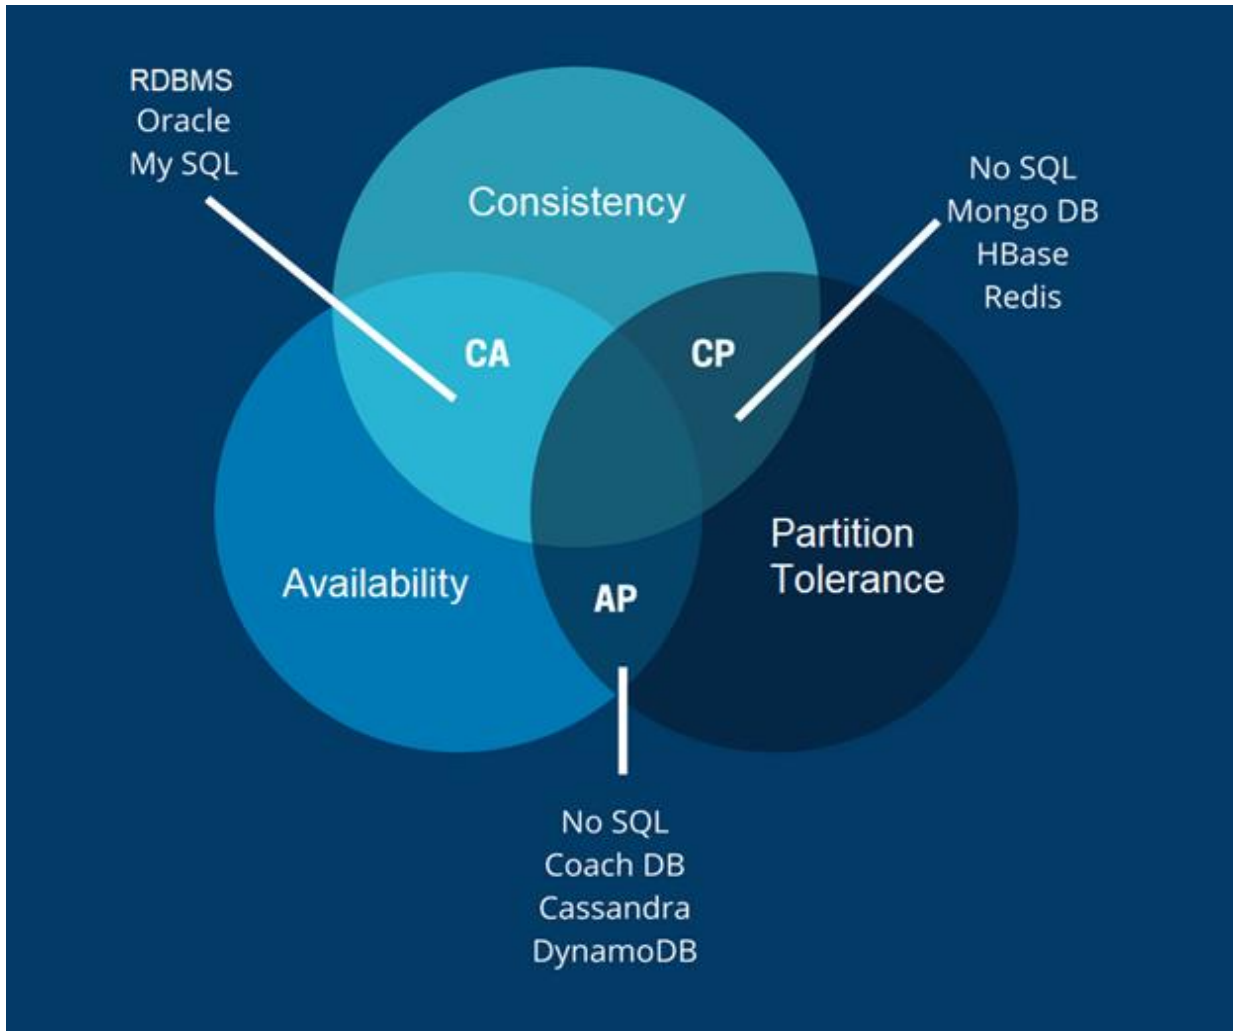 RDBMS
Oracle
My SQL
No SQL
Mongo DB
HBase
Redis
Consistency
CA
CP
Availability
Partition
Tolerance
AP
No SQL
Coach DB
Cassandra
DynamoDB